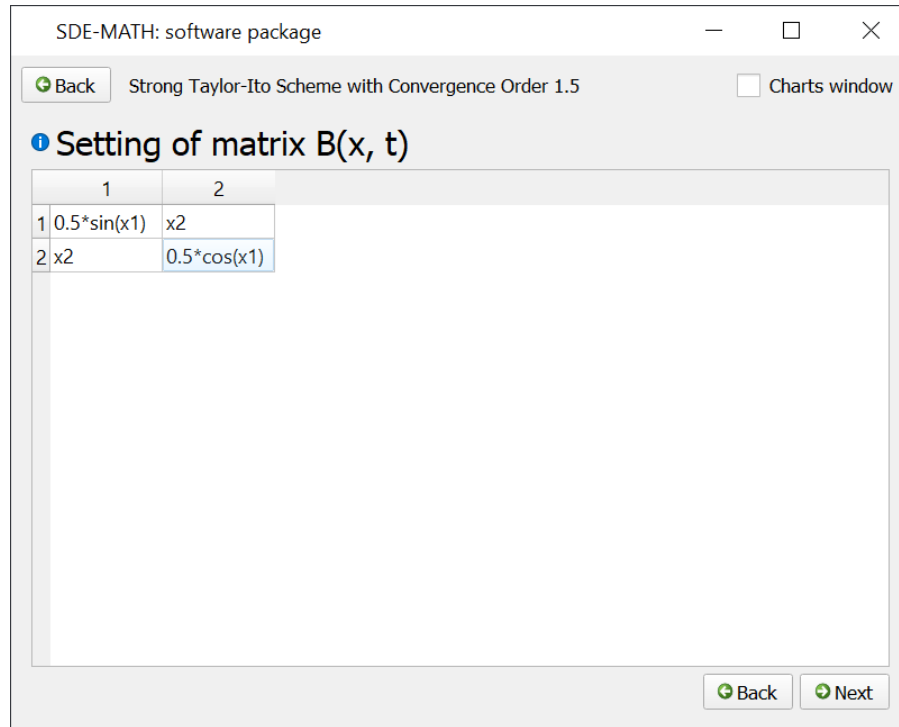 SDE-MATH: software package
Back Strong Taylor-Ito Scheme with Convergence Order 1.5 Charts window
Setting of matrix B(x, t)
1 2
1 0.5*sin(x1) x2
2 x2 0.5*cos(x1)
Back Next